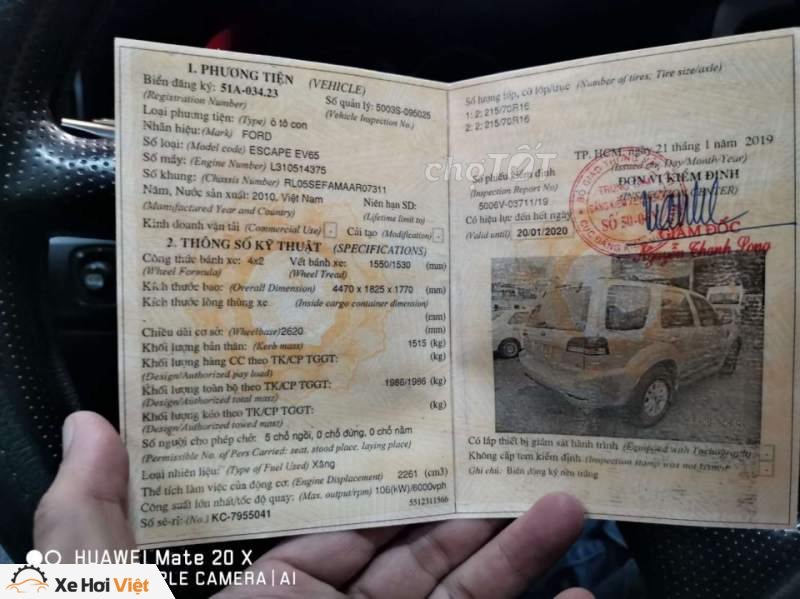 1. PHƯƠNG TIỆN (VEHICLE)
Biển đăng ký: 51A-034.23
(Registration Number)
Số quản lý: 5003S-095025
(Vehicle Inspection No.)
Loại phương tiện: (Type) ô tô con
Nhãn hiệu: (Mark) FORD
Số loại: (Model code) ESCAPE EV65
Số máy: (Engine Number) L310514375
Số khung: (Chassis Number) RL05SEFAMAAR07311
Năm, Nước sản xuất: 2010, Việt Nam
(Manufactured Year and Country)
Niên hạn SD:
(Lifetime limit to)
Kinh doanh vận tải (Commercial Use) - Cải tạo (Modification) -
2. THÔNG SỐ KỸ THUẬT (SPECIFICATIONS)
Công thức bánh xe: 4x2
(Wheel Formula)
Vết bánh xe: 1550/1530 (mm)
(Wheel Tread)
Kích thước bao: (Overall Dimension) 4470 x 1825 x 1770 (mm)
Kích thước lòng thùng xe (Inside cargo container dimension)
(mm)
Chiều dài cơ sở: (Wheelbase) 2620 (mm)
Khối lượng bản thân: (Kerb mass) 1515 (kg)
Khối lượng hàng CC theo TK/CP TGGT: (kg)
(Design/Authorized pay load)
Khối lượng toàn bộ theo TK/CP TGGT: 1986/1986 (kg)
(Design/Authorized total mass)
Khối lượng kéo theo TK/CP TGGT: (kg)
(Design/Authorized towed mass)
Số người cho phép chở: 5 chỗ ngồi, 0 chỗ đứng, 0 chỗ nằm
(Permissible No. of Pers Carried: seat, stood place, laying place)
Loại nhiên liệu: (Type of Fuel Used) Xăng
Thể tích làm việc của động cơ: (Engine Displacement) 2261 (cm3)
Công suất lớn nhất/tốc độ quay: (Max. output/rpm) 106(kW)/6000vph
5512311566
Số sê-ri: (No.) KC-7955041
Số lượng lốp, cỡ lốp/trục (Number of tires; Tire size/axle)
1: 2; 215/70R16
2: 2; 215/70R16
TP. HCM, ngày 21 tháng 1 năm 2019
(Issued on: Day/Month/Year)
Số phiếu kiểm định
(Inspection Report No)
5006V-03711/19
ĐƠN VỊ KIỂM ĐỊNH
Có hiệu lực đến hết ngày
(Valid until) 20/01/2020
GIÁM ĐỐC
Nguyễn Thanh Long
chợTỐT
Có lắp thiết bị giám sát hành trình (Equipped with Tachograph) -
Không cấp tem kiểm định (Inspection stamp was not issued) -
Ghi chú: Biển đăng ký nền trắng
HUAWEI Mate 20 X
PLE CAMERA | AI
Xe Hơi Việt